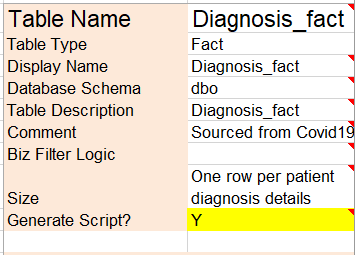 Table Name Diagnosis_fact
Table Type Fact
Display Name Diagnosis_fact
Database Schema dbo
Table Description Diagnosis_fact
Comment Sourced from Covid19
Biz Filter Logic
One row per patient
Size diagnosis details
Generate Script? Y